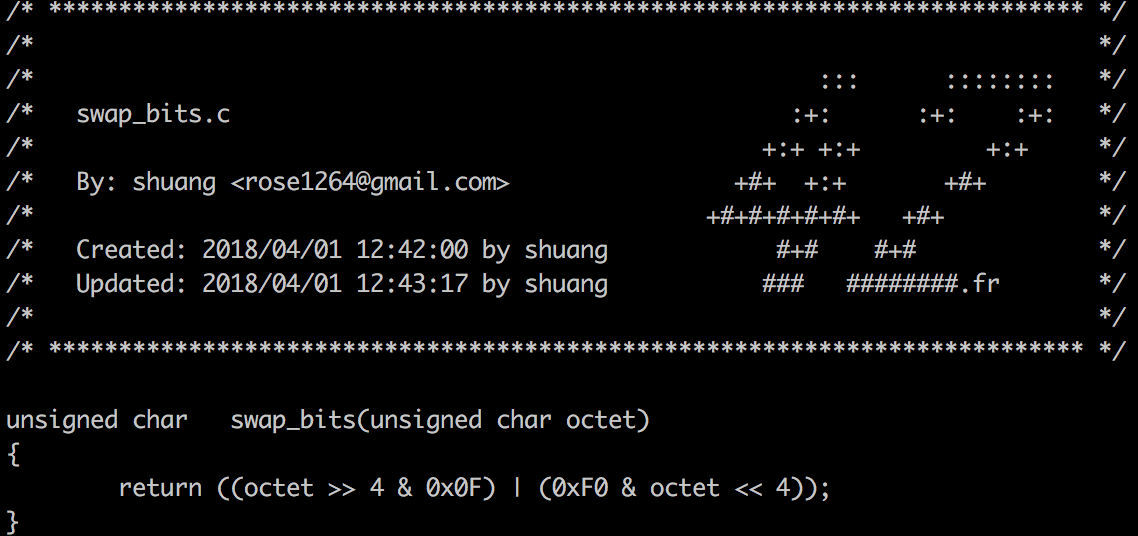 /* ************************************************************************** */
/*                                                                            */
/*                                                        :::      ::::::::   */
/*   swap_bits.c                                        :+:      :+:    :+:   */
/*                                                    +:+ +:+         +:+     */
/*   By: shuang <rose1264@gmail.com>                +#+  +:+       +#+        */
/*                                                +#+#+#+#+#+   +#+           */
/*   Created: 2018/04/01 12:42:00 by shuang            #+#    #+#             */
/*   Updated: 2018/04/01 12:43:17 by shuang           ###   ########.fr       */
/*                                                                            */
/* ************************************************************************** */
unsigned char   swap_bits(unsigned char octet)
{
        return ((octet >> 4 & 0x0F) | (0xF0 & octet << 4));
}